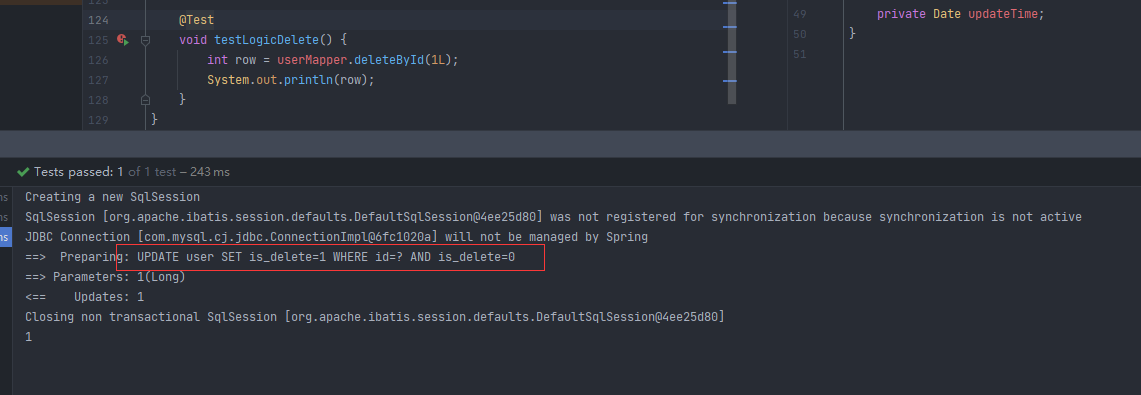 123
124 @Test
125 void testLogicDelete() {
126 int row = userMapper.deleteById(1L);
127 System.out.println(row);
128 }
129 }
49 private Date updateTime;
50 }
51
Tests passed: 1 of 1 test – 243 ms
ms Creating a new SqlSession
ms SqlSession [org.apache.ibatis.session.defaults.DefaultSqlSession@4ee25d80] was not registered for synchronization because synchronization is not active
ms JDBC Connection [com.mysql.cj.jdbc.ConnectionImpl@6fc1020a] will not be managed by Spring
==>  Preparing: UPDATE user SET is_delete=1 WHERE id=? AND is_delete=0
==> Parameters: 1(Long)
<==    Updates: 1
Closing non transactional SqlSession [org.apache.ibatis.session.defaults.DefaultSqlSession@4ee25d80]
1